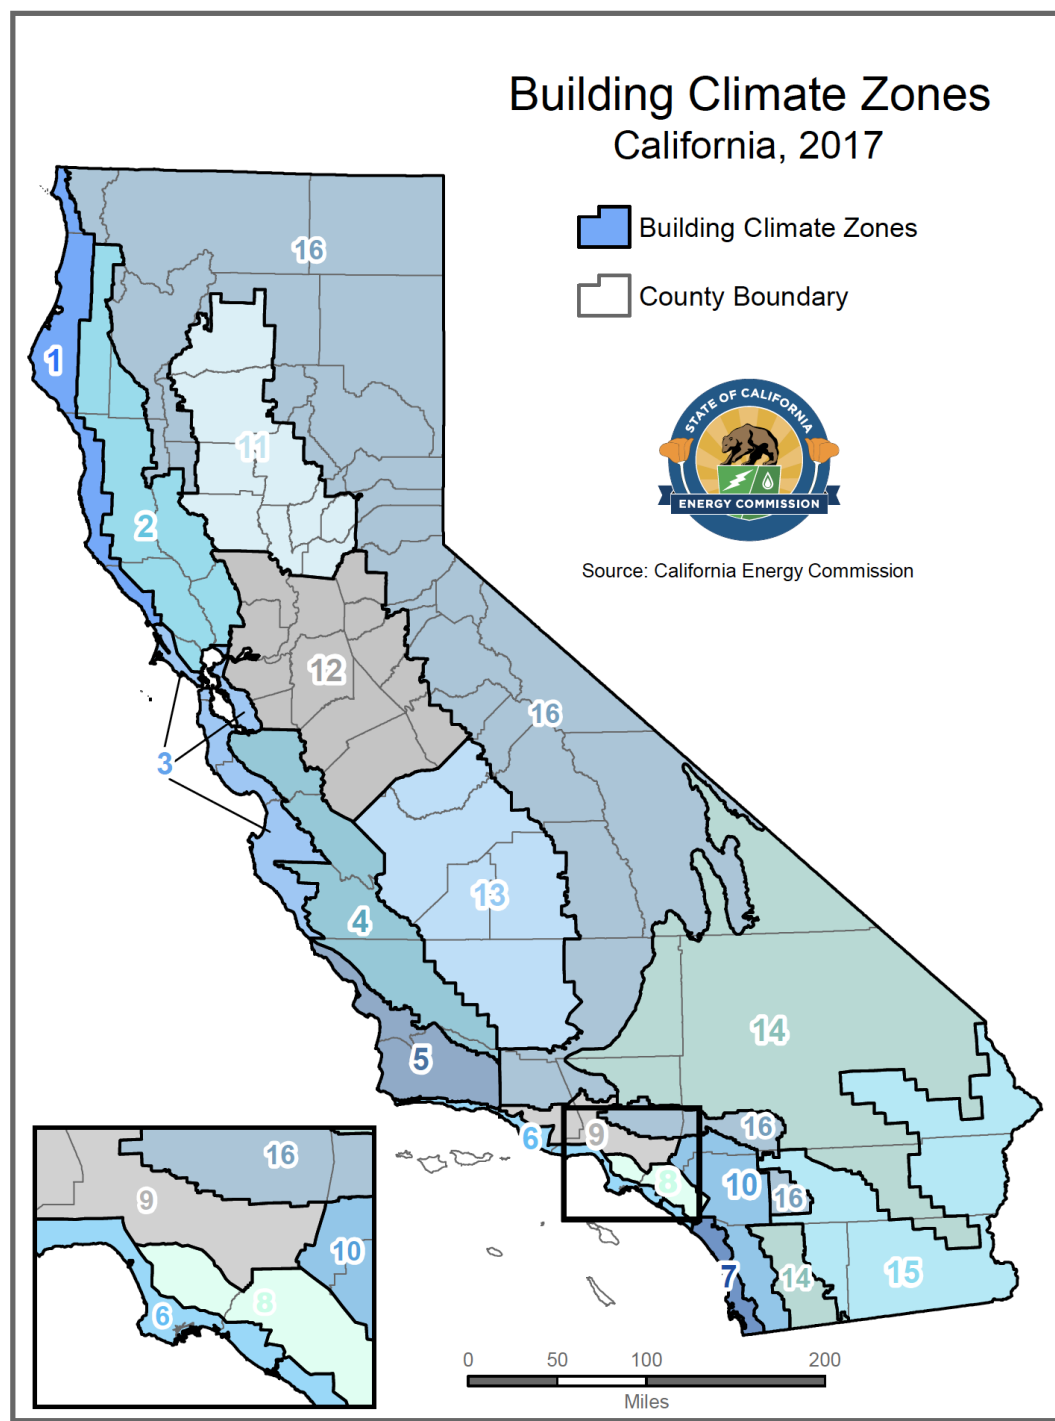 Building Climate Zones
California, 2017
Building Climate Zones
County Boundary
STATE OF CALIFORNIA
ENERGY COMMISSION
Source: California Energy Commission
16
1
11
2
12
16
3
13
4
14
5
6
9
16
8
10
16
7
14
15
16
9
10
8
6
0 50 100 200
Miles